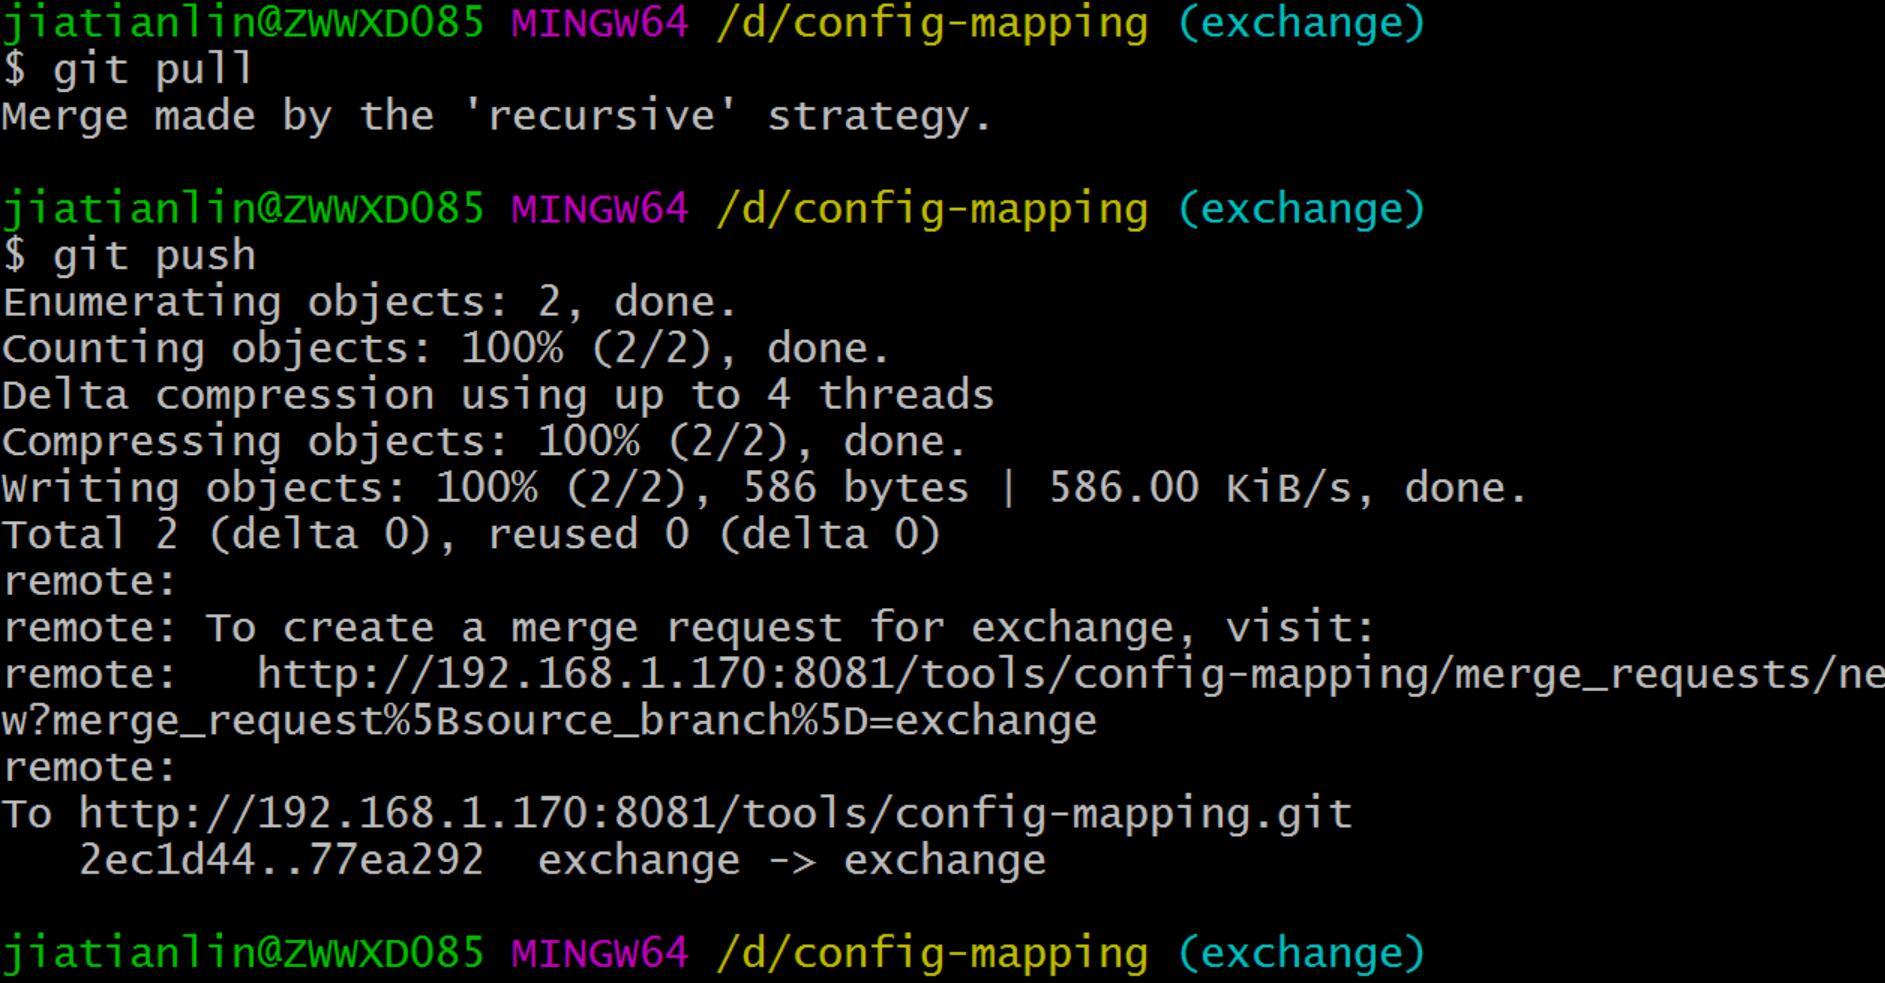 jiatianlin@ZWWXD085 MINGW64 /d/config-mapping (exchange)
$ git pull
Merge made by the 'recursive' strategy.
jiatianlin@ZWWXD085 MINGW64 /d/config-mapping (exchange)
$ git push
Enumerating objects: 2, done.
Counting objects: 100% (2/2), done.
Delta compression using up to 4 threads
Compressing objects: 100% (2/2), done.
Writing objects: 100% (2/2), 586 bytes | 586.00 KiB/s, done.
Total 2 (delta 0), reused 0 (delta 0)
remote:
remote: To create a merge request for exchange, visit:
remote:   http://192.168.1.170:8081/tools/config-mapping/merge_requests/ne
w?merge_request%5Bsource_branch%5D=exchange
remote:
To http://192.168.1.170:8081/tools/config-mapping.git
   2ec1d44..77ea292  exchange -> exchange
jiatianlin@ZWWXD085 MINGW64 /d/config-mapping (exchange)